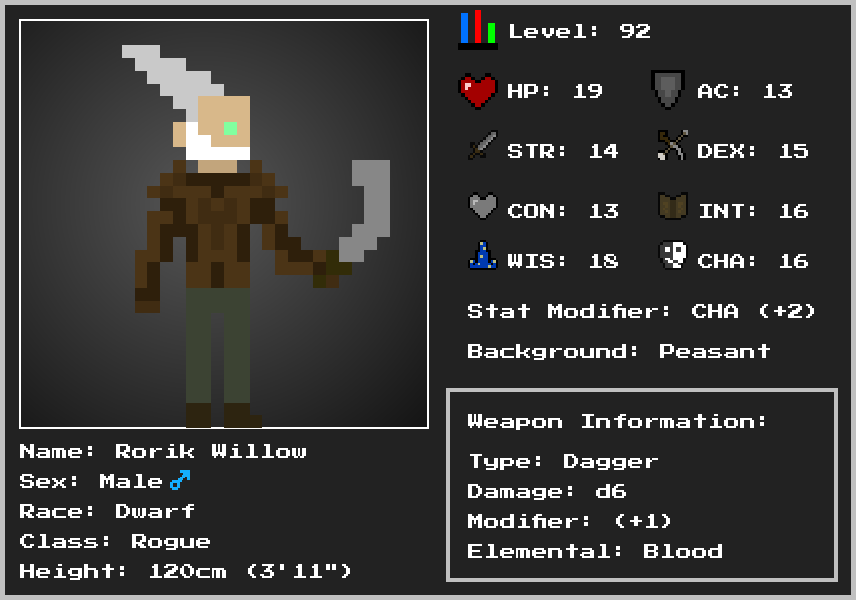 Level: 92
HP: 19
AC: 13
STR: 14
DEX: 15
CON: 13
INT: 16
WIS: 18
CHA: 16
Stat Modifier: CHA (+2)
Background: Peasant
Weapon Information:
Type: Dagger
Damage: d6
Modifier: (+1)
Elemental: Blood
Name: Rorik Willow
Sex: Male♂
Race: Dwarf
Class: Rogue
Height: 120cm (3'11")